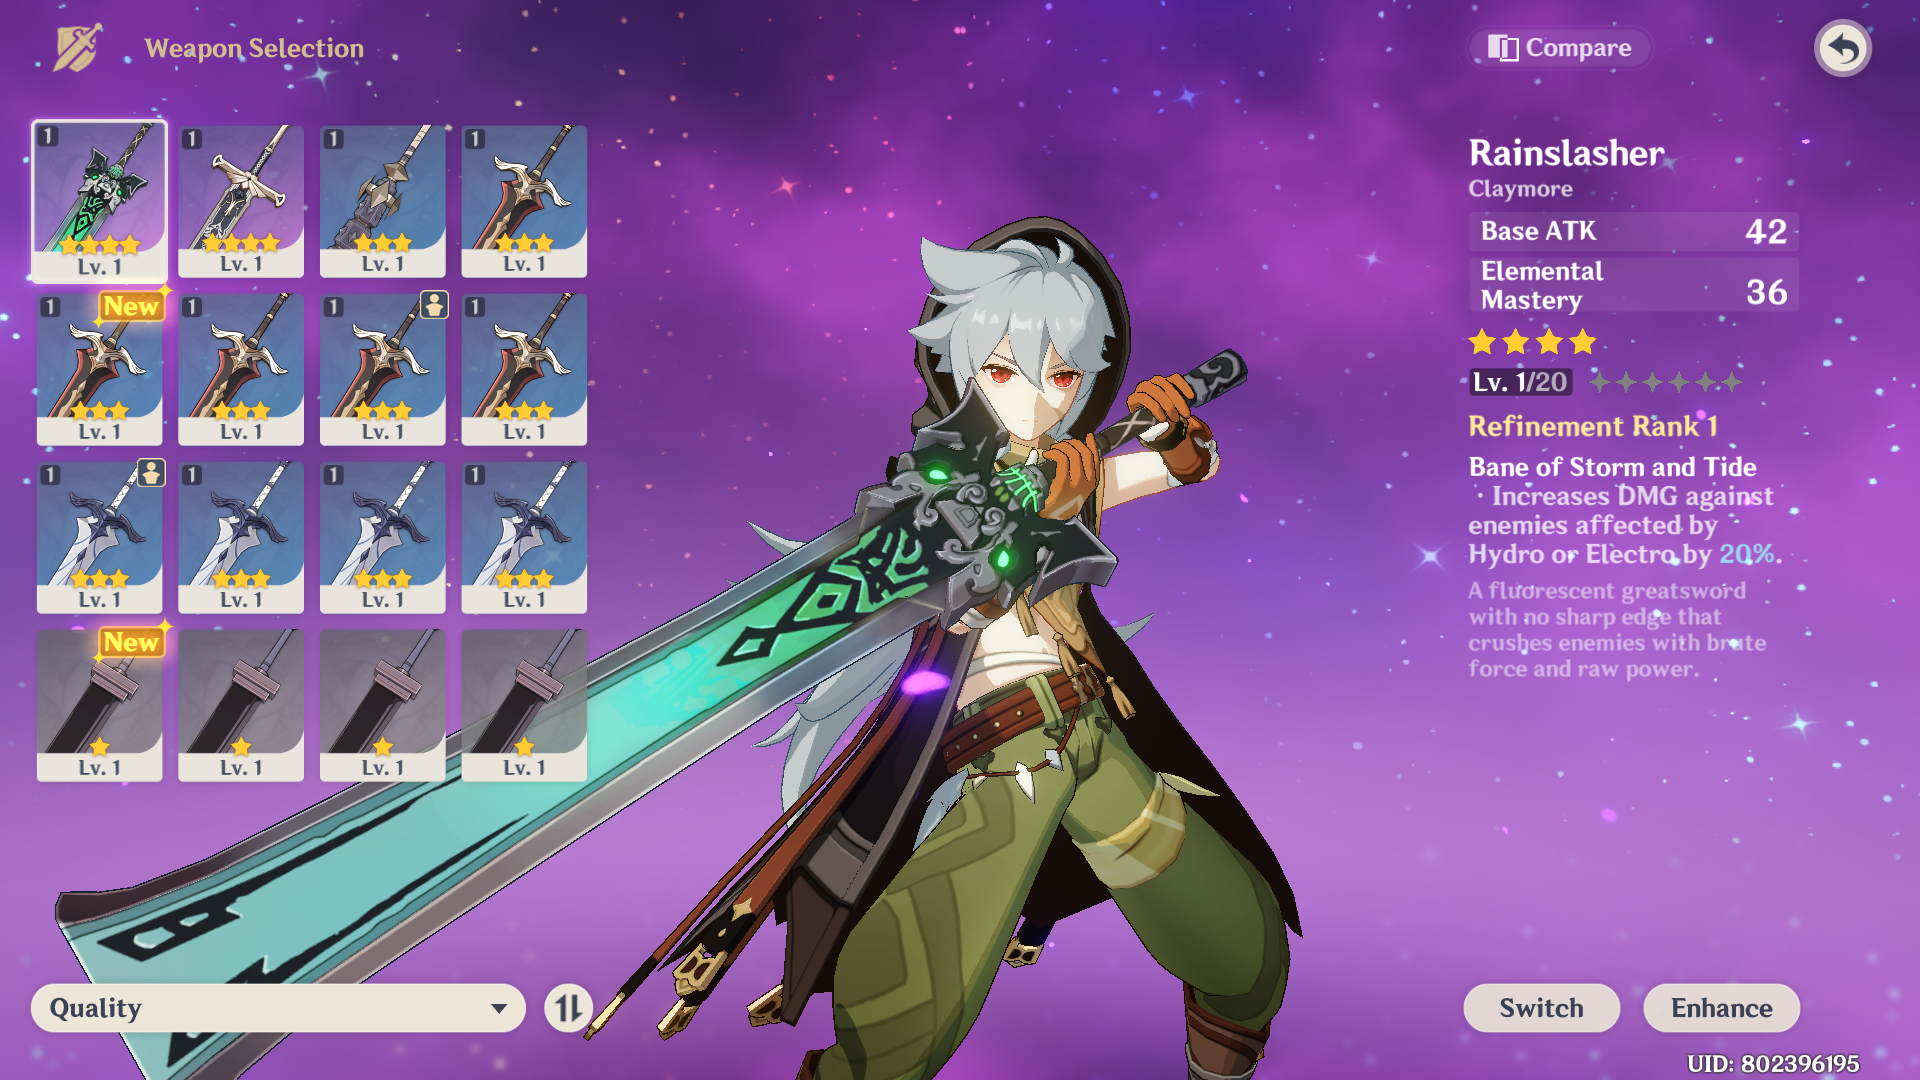 Weapon Selection
Compare
1
1
1
1
Lv. 1
Lv. 1
Lv. 1
Lv. 1
1
New
1
1
1
Lv. 1
Lv. 1
Lv. 1
Lv. 1
1
1
1
1
Lv. 1
Lv. 1
Lv. 1
Lv. 1
New
Lv. 1
Lv. 1
Lv. 1
Lv. 1
Quality
Rainslasher
Claymore
Base ATK 42
Elemental
Mastery 36
Lv. 1/20
Refinement Rank 1
Bane of Storm and Tide
· Increases DMG against
enemies affected by
Hydro or Electro by 20%.
A fluorescent greatsword
with no sharp edge that
crushes enemies with brute
force and raw power.
Switch
Enhance
UID: 802396195